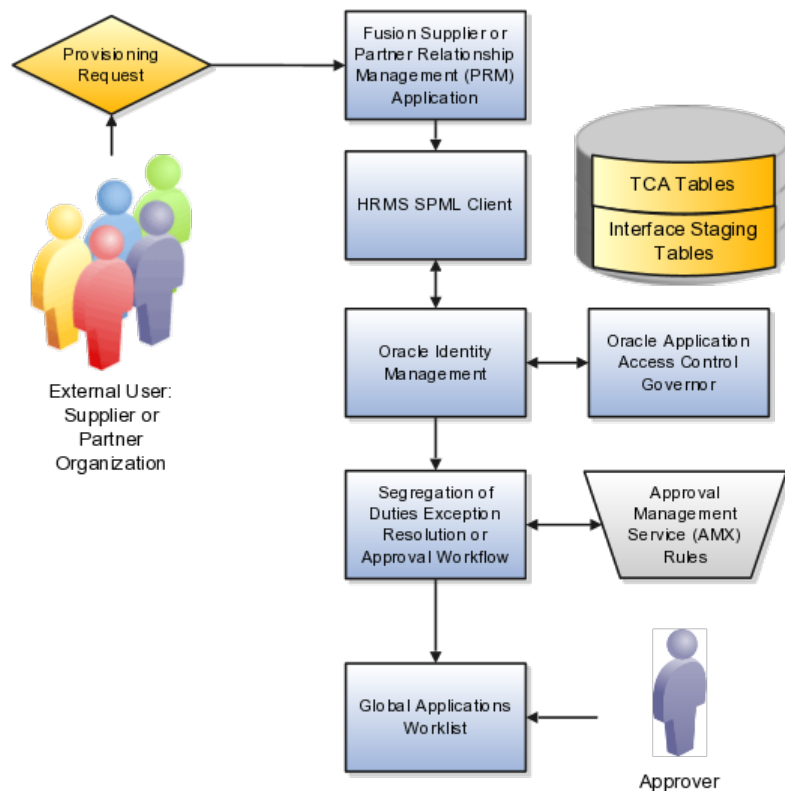 Provisioning
Request
Fusion Supplier or
Partner Relationship
Management (PRM)
Application
HRMS SPML Client
TCA Tables
Interface Staging
Tables
External User:
Supplier or
Partner
Organization
Oracle Identity
Management
Oracle Application
Access Control
Governor
Segregation of
Duties Exception
Resolution or
Approval Workflow
Approval
Management
Service (AMX)
Rules
Global Applications
Worklist
Approver